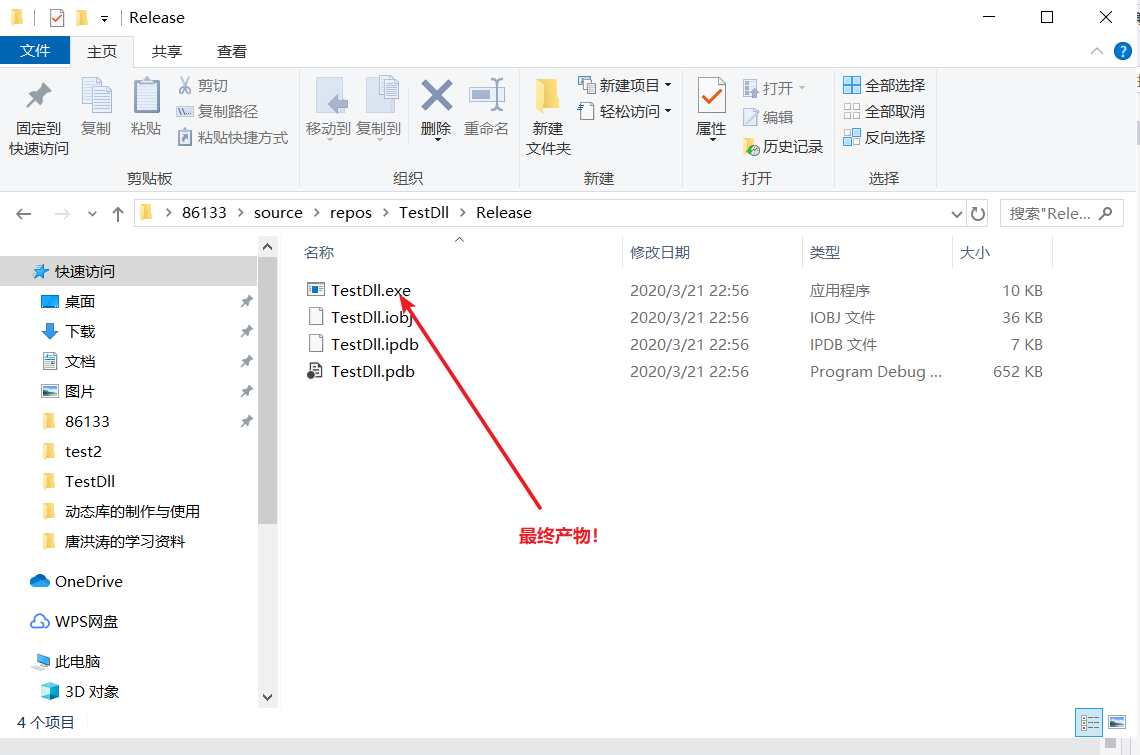 Release
文件 主页 共享 查看
固定到快速访问
复制
粘贴
剪切
复制路径
粘贴快捷方式
剪贴板
移动到
复制到
删除
重命名
组织
新建文件夹
新建项目
轻松访问
新建
属性
打开
编辑
历史记录
打开
全部选择
全部取消
反向选择
选择
86133 source repos TestDll Release
搜索"Rele...
快速访问
桌面
下载
文档
图片
86133
test2
TestDll
动态库的制作与使用
唐洪涛的学习资料
OneDrive
WPS网盘
此电脑
3D 对象
名称 修改日期 类型 大小
TestDll.exe 2020/3/21 22:56 应用程序 10 KB
TestDll.iobj 2020/3/21 22:56 IOBJ 文件 36 KB
TestDll.ipdb 2020/3/21 22:56 IPDB 文件 7 KB
TestDll.pdb 2020/3/21 22:56 Program Debug ... 652 KB
最终产物!
4 个项目